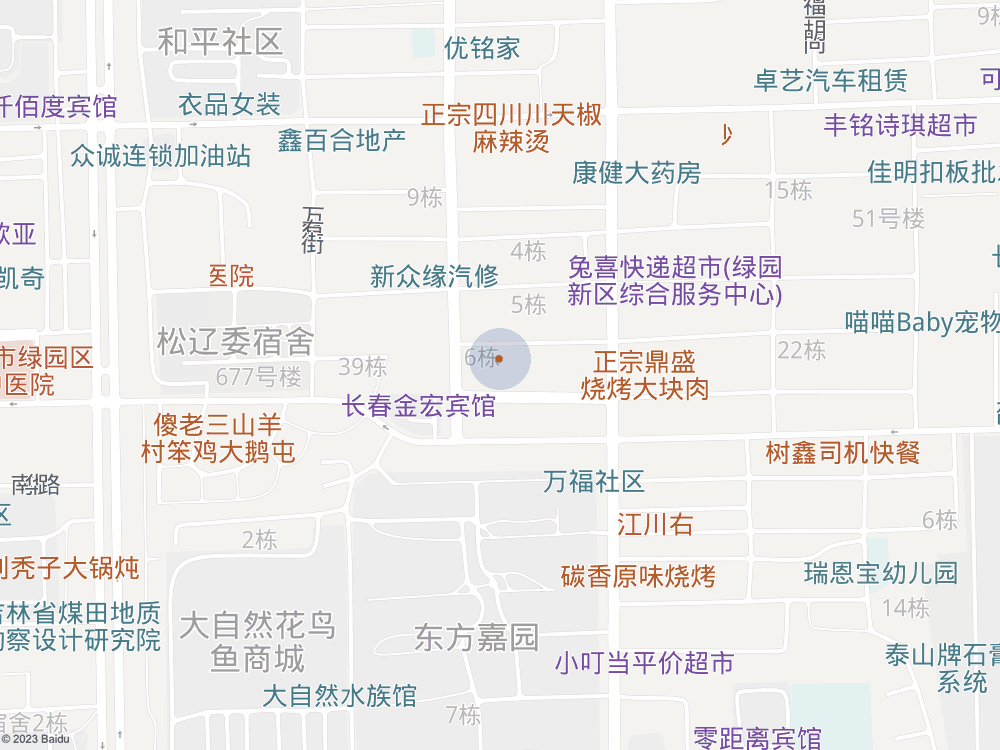 和平社区
优铭家
福胡同
9栋
卓艺汽车租赁
仟佰度宾馆
衣品女装
正宗四川川天椒
麻辣烫
丰铭诗琪超市
众诚连锁加油站
鑫百合地产
康健大药房
佳明扣板批
15栋
9栋
51号楼
万宥街
欧亚
4栋
凯奇
医院
新众缘汽修
兔喜快递超市(绿园
新区综合服务中心)
5栋
喵喵Baby宠物
松辽委宿舍
6栋
22栋
市绿园区
中医院
677号楼
39栋
正宗鼎盛
烧烤大块肉
长春金宏宾馆
傻老三山羊
村笨鸡大鹅屯
树鑫司机快餐
南华路
区
万福社区
江川右
6栋
2栋
秃子大锅炖
碳香原味烧烤
瑞恩宝幼儿园
14栋
吉林省煤田地质
勘察设计研究院
大自然花鸟
鱼商城
东方嘉园
小叮当平价超市
泰山牌石膏
系统
大自然水族馆
7栋
宿舍2栋
零距离宾馆
© 2023 Baidu